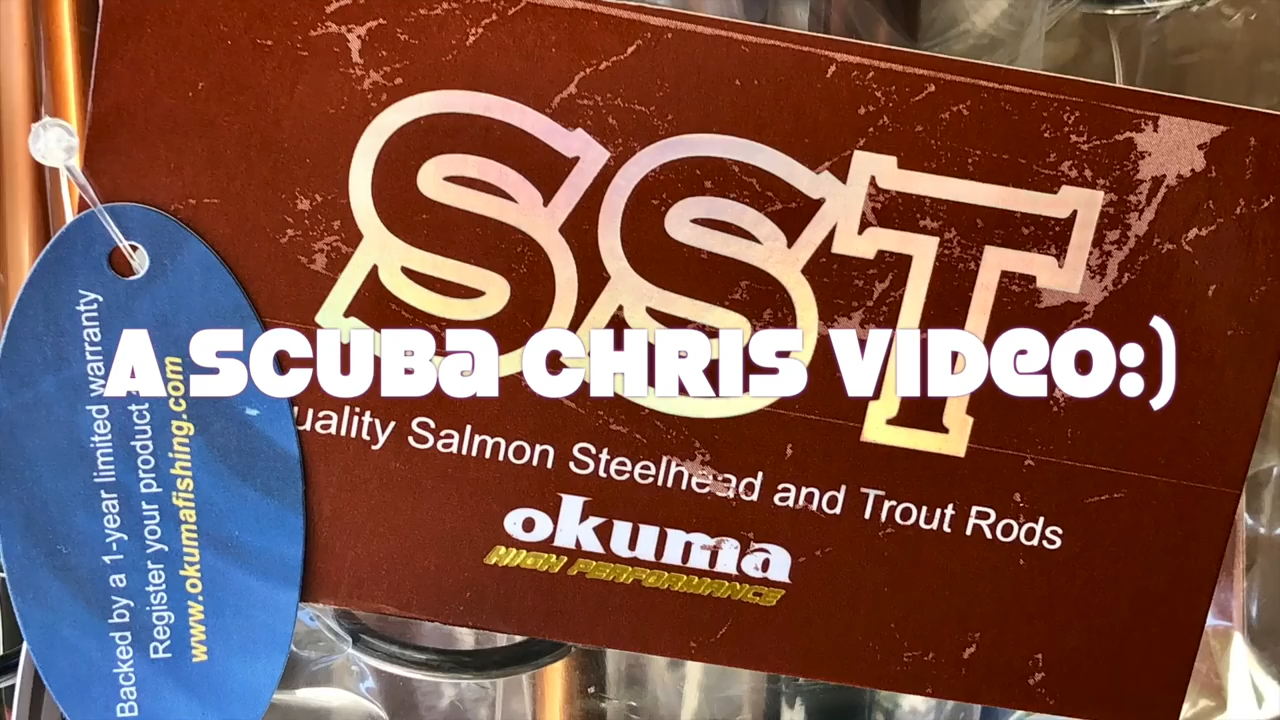 SST
A SCUBA CHRIS VIDEO:)
uality Salmon Steelhead and Trout Rods
okuma
HIGH PERFORMANCE
Backed by a 1-year limited warranty
Register your product
www.okumafishing.com